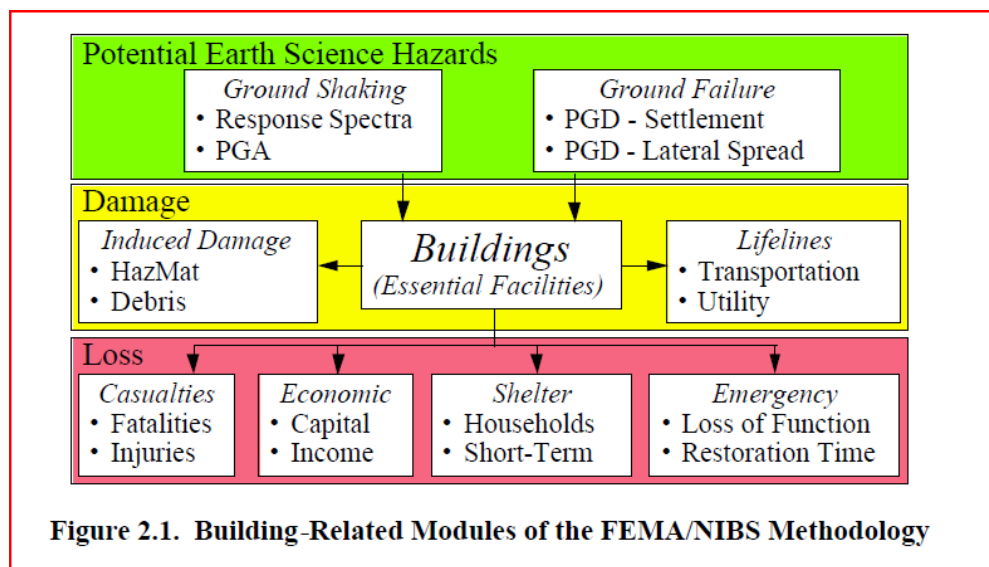 Potential Earth Science Hazards
Ground Shaking
• Response Spectra
• PGA
Ground Failure
• PGD - Settlement
• PGD - Lateral Spread
Damage
Induced Damage
• HazMat
• Debris
Buildings
(Essential Facilities)
Lifelines
• Transportation
• Utility
Loss
Casualties
• Fatalities
• Injuries
Economic
• Capital
• Income
Shelter
• Households
• Short-Term
Emergency
• Loss of Function
• Restoration Time
Figure 2.1. Building-Related Modules of the FEMA/NIBS Methodology